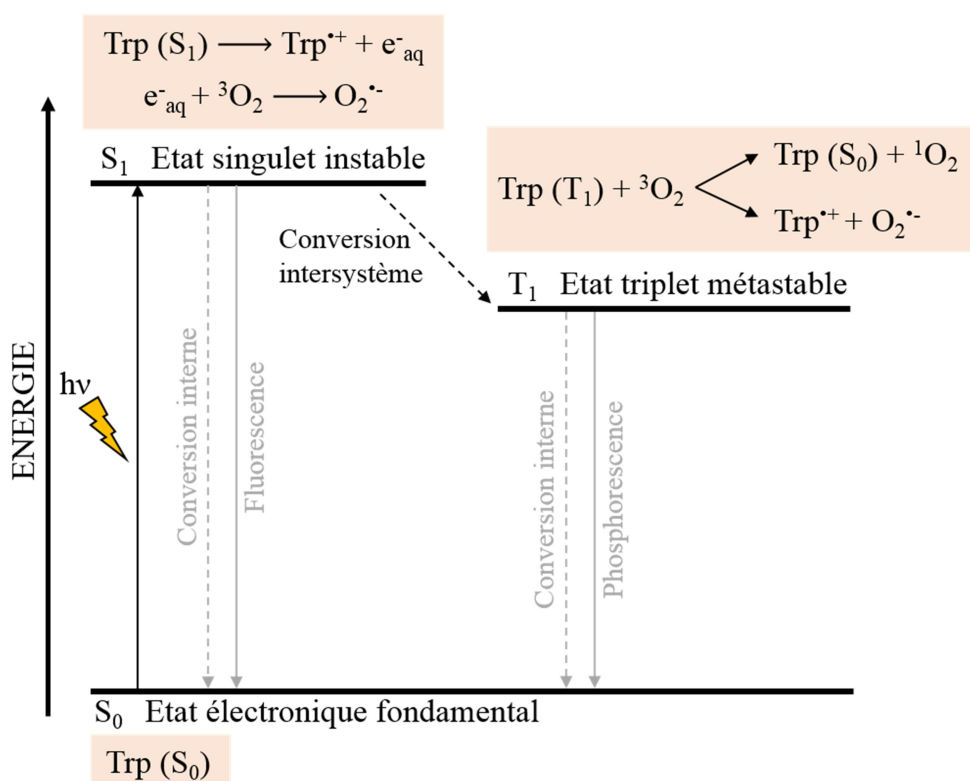 Trp (S₁) ⟶ Trp•⁺ + e⁻aq
e⁻aq + ³O₂ ⟶ O₂•⁻
S₁ Etat singulet instable
Trp (T₁) + ³O₂
Trp (S₀) + ¹O₂
Trp•⁺ + O₂•⁻
Conversion
intersystème
T₁ Etat triplet métastable
ENERGIE
hν
Conversion interne
Fluorescence
Conversion interne
Phosphorescence
S₀ Etat électronique fondamental
Trp (S₀)